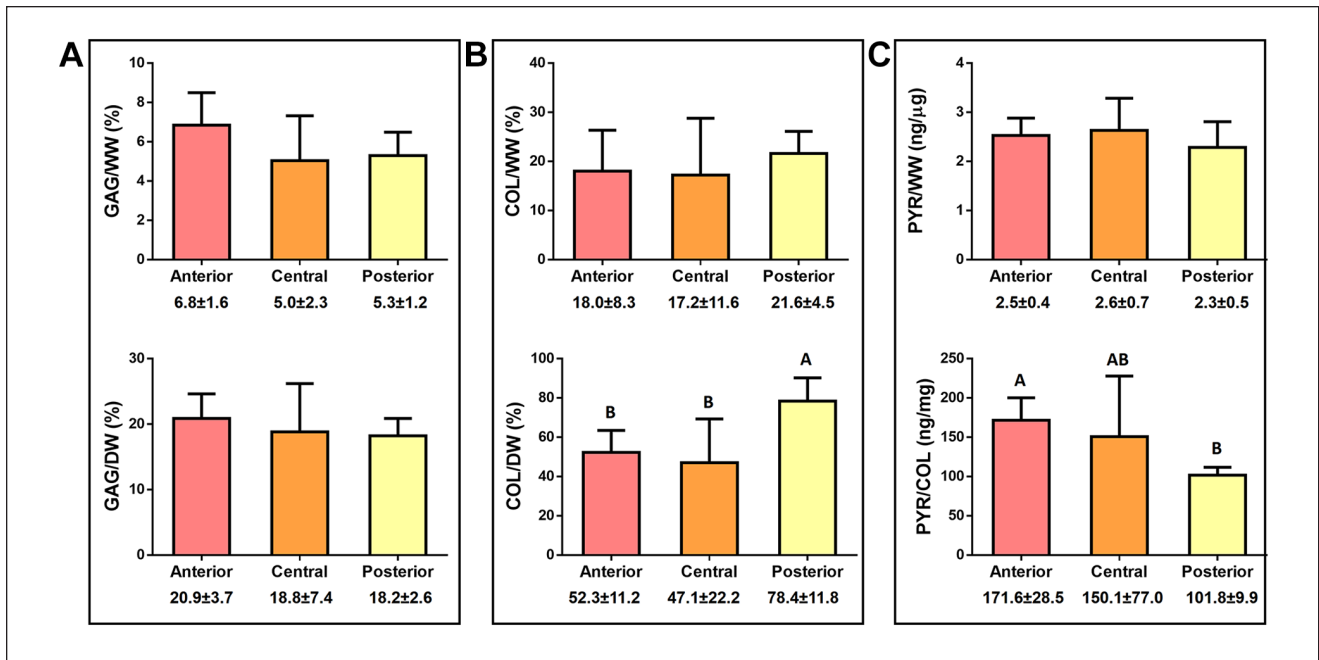 A
GAG/WW (%)
10
8
6
4
2
0
Anterior Central Posterior
6.8±1.6 5.0±2.3 5.3±1.2
GAG/DW (%)
30
20
10
0
Anterior Central Posterior
20.9±3.7 18.8±7.4 18.2±2.6
B
COL/WW (%)
40
30
20
10
0
Anterior Central Posterior
18.0±8.3 17.2±11.6 21.6±4.5
COL/DW (%)
100
80
60
40
20
0
B B A
Anterior Central Posterior
52.3±11.2 47.1±22.2 78.4±11.8
C
PYR/WW (ng/µg)
4
3
2
1
0
Anterior Central Posterior
2.5±0.4 2.6±0.7 2.3±0.5
PYR/COL (ng/mg)
250
200
150
100
50
0
A AB B
Anterior Central Posterior
171.6±28.5 150.1±77.0 101.8±9.9